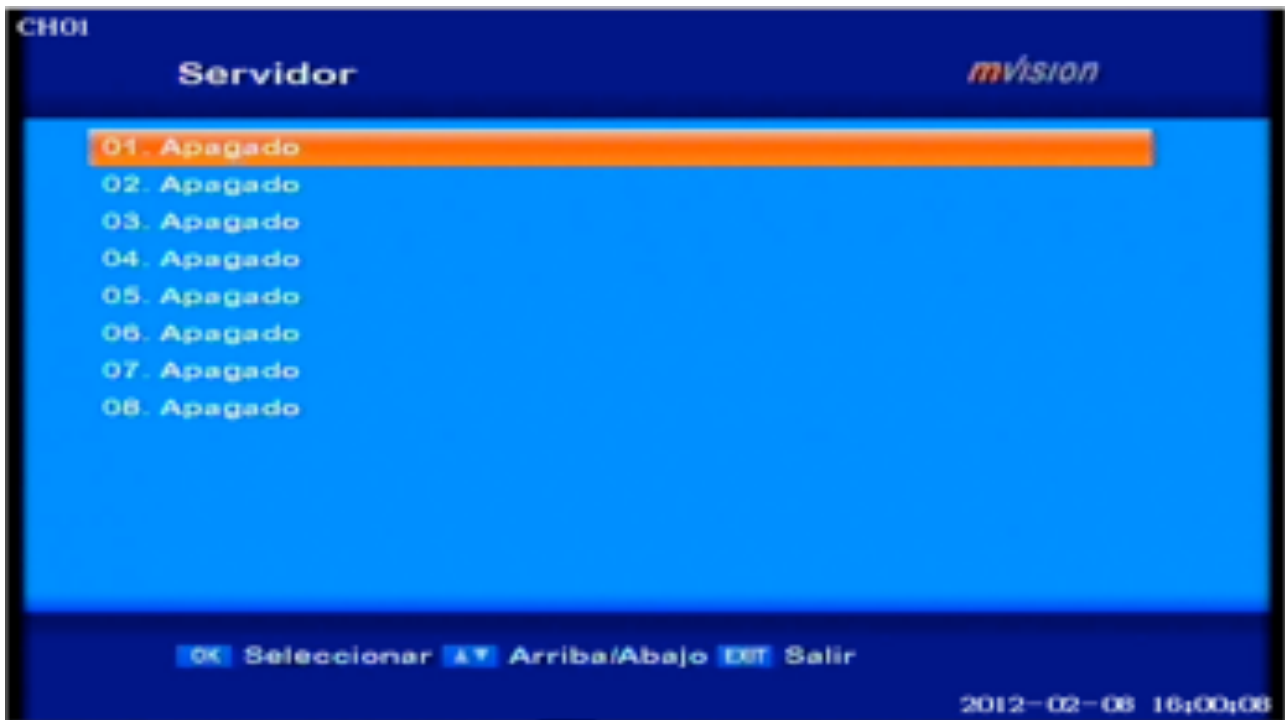 CH01
Servidor
mvision
01. Apagado
02. Apagado
03. Apagado
04. Apagado
05. Apagado
06. Apagado
07. Apagado
08. Apagado
OK Seleccionar ▲▼ Arriba/Abajo EXIT Salir
2012-02-08 16:00:08